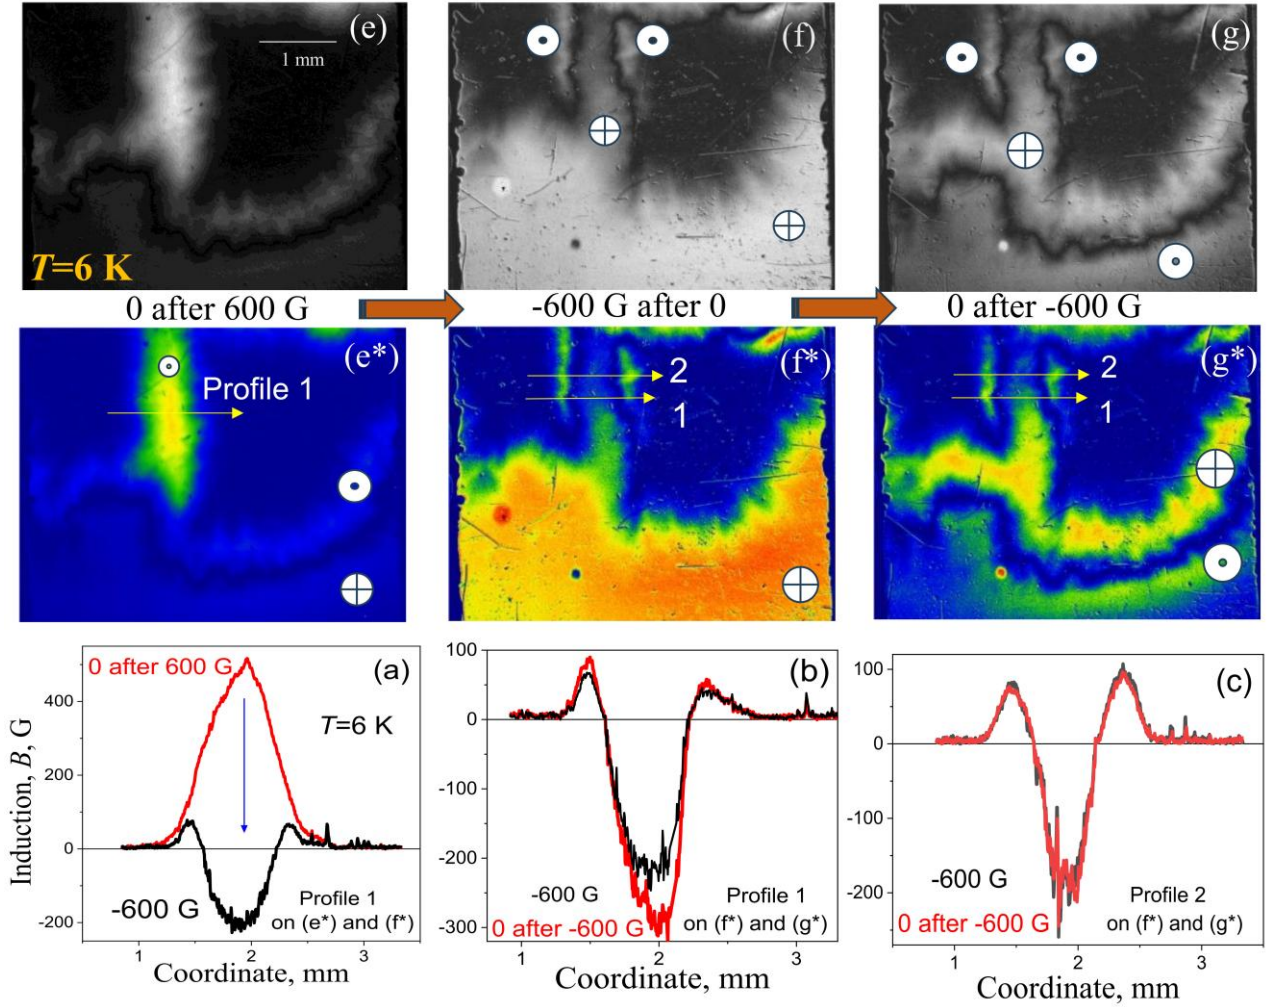 (e)
1 mm
T=6 K
(f)
(g)
0 after 600 G
-600 G after 0
0 after -600G
(e*)
Profile 1
(f*)
2
1
(g*)
2
1
Induction, B, G
400
200
0
-200
0 after 600 G
(a)
T=6 K
-600 G
Profile 1
on (e*) and (f*)
1
2
3
Coordinate, mm
100
0
-100
-200
-300
(b)
-600 G
0 after -600 G
Profile 1
on (f*) and (g*)
1
2
3
Coordinate, mm
100
0
-100
-200
(c)
-600 G
0 after -600 G
Profile 2
on (f*) and (g*)
1
2
3
Coordinate, mm